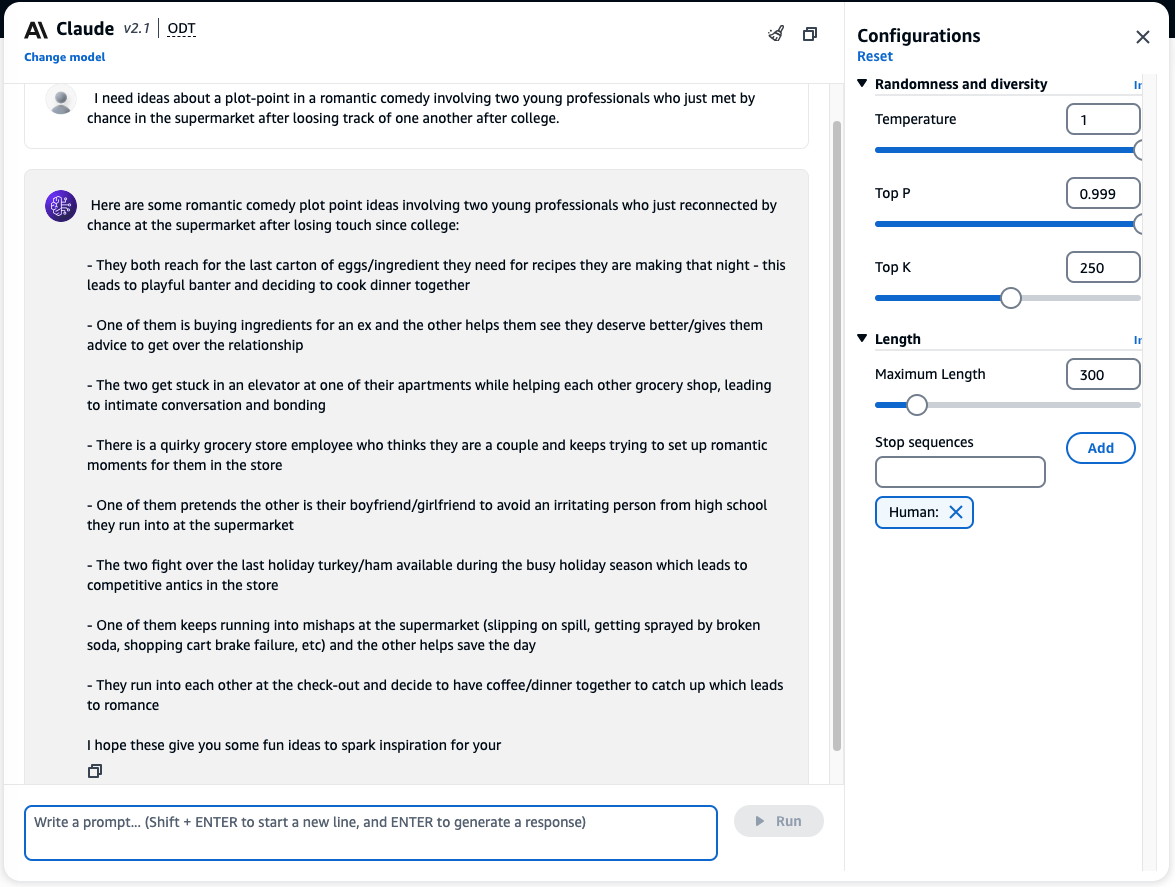 Claude v2.1 | ODT
Change model
I need ideas about a plot-point in a romantic comedy involving two young professionals who just met by
chance in the supermarket after loosing track of one another after college.
Here are some romantic comedy plot point ideas involving two young professionals who just reconnected by
chance at the supermarket after losing touch since college:
- They both reach for the last carton of eggs/ingredient they need for recipes they are making that night - this
leads to playful banter and deciding to cook dinner together
- One of them is buying ingredients for an ex and the other helps them see they deserve better/gives them
advice to get over the relationship
- The two get stuck in an elevator at one of their apartments while helping each other grocery shop, leading
to intimate conversation and bonding
- There is a quirky grocery store employee who thinks they are a couple and keeps trying to set up romantic
moments for them in the store
- One of them pretends the other is their boyfriend/girlfriend to avoid an irritating person from high school
they run into at the supermarket
- The two fight over the last holiday turkey/ham available during the busy holiday season which leads to
competitive antics in the store
- One of them keeps running into mishaps at the supermarket (slipping on spill, getting sprayed by broken
soda, shopping cart brake failure, etc) and the other helps save the day
- They run into each other at the check-out and decide to have coffee/dinner together to catch up which leads
to romance
I hope these give you some fun ideas to spark inspiration for your
Write a prompt... (Shift + ENTER to start a new line, and ENTER to generate a response)
Run
Configurations
Reset
Randomness and diversity
Temperature
1
Top P
0.999
Top K
250
Length
Maximum Length
300
Stop sequences
Add
Human: